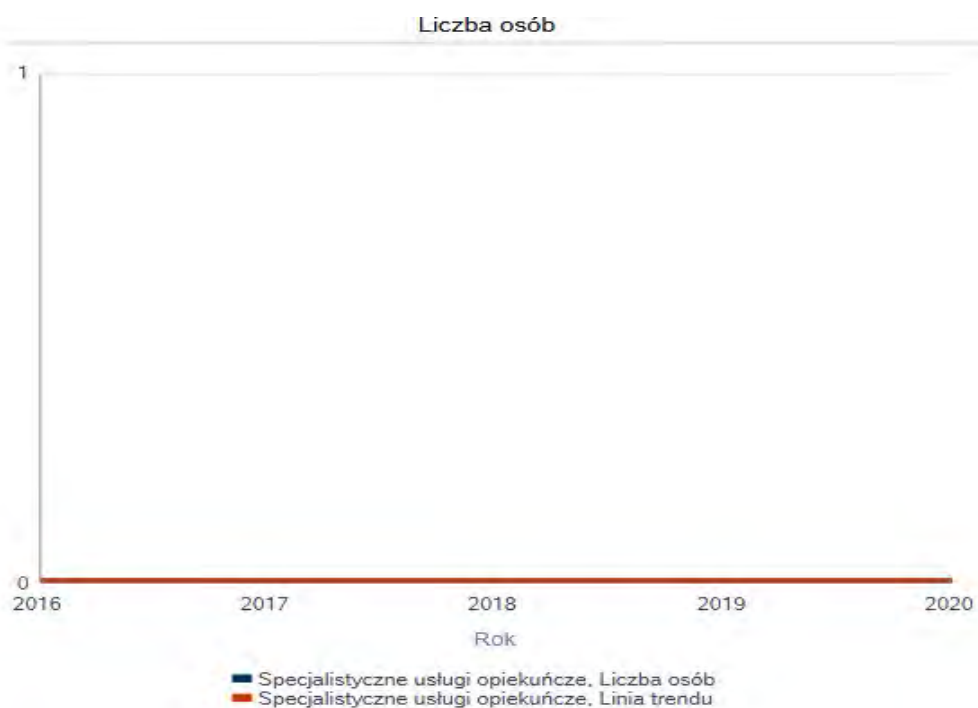 Liczba osób
1
0
2016 2017 2018 2019 2020
Rok
Specjalistyczne usługi opiekuńcze, Liczba osób
Specjalistyczne usługi opiekuńcze, Linia trendu